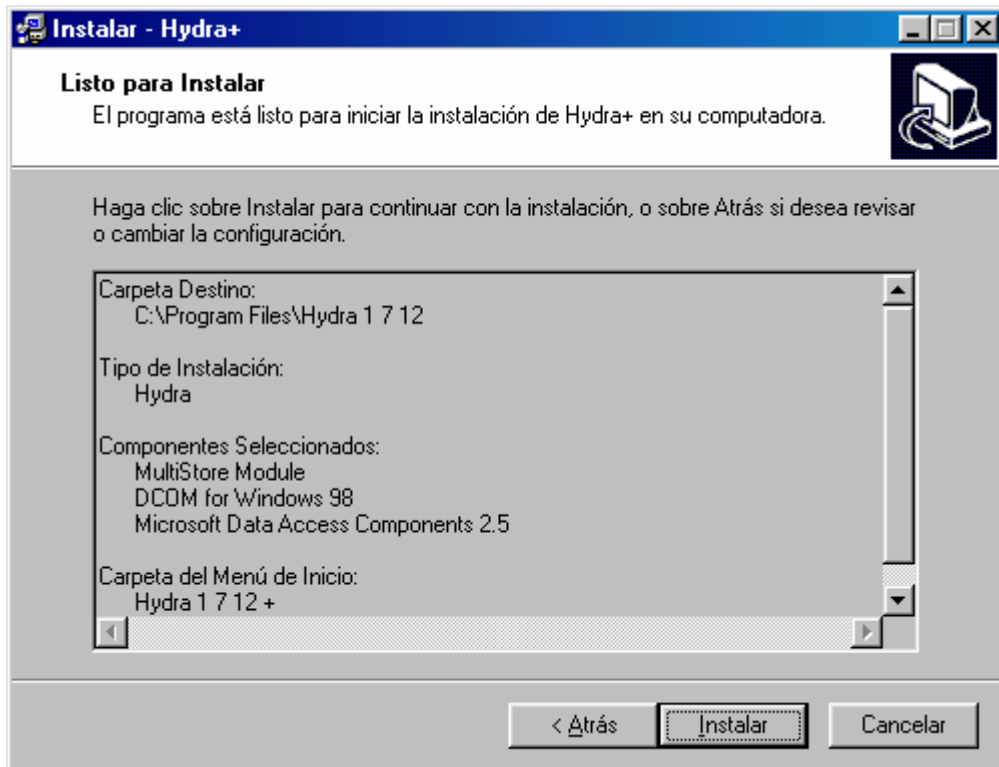 Instalar - Hydra+
Listo para Instalar
El programa está listo para iniciar la instalación de Hydra+ en su computadora.
Haga clic sobre Instalar para continuar con la instalación, o sobre Atrás si desea revisar
o cambiar la configuración.
Carpeta Destino:
C:\Program Files\Hydra 1 7 12
Tipo de Instalación:
Hydra
Componentes Seleccionados:
MultiStore Module
DCOM for Windows 98
Microsoft Data Access Components 2.5
Carpeta del Menú de Inicio:
Hydra 1 7 12 +
< Atrás Instalar Cancelar